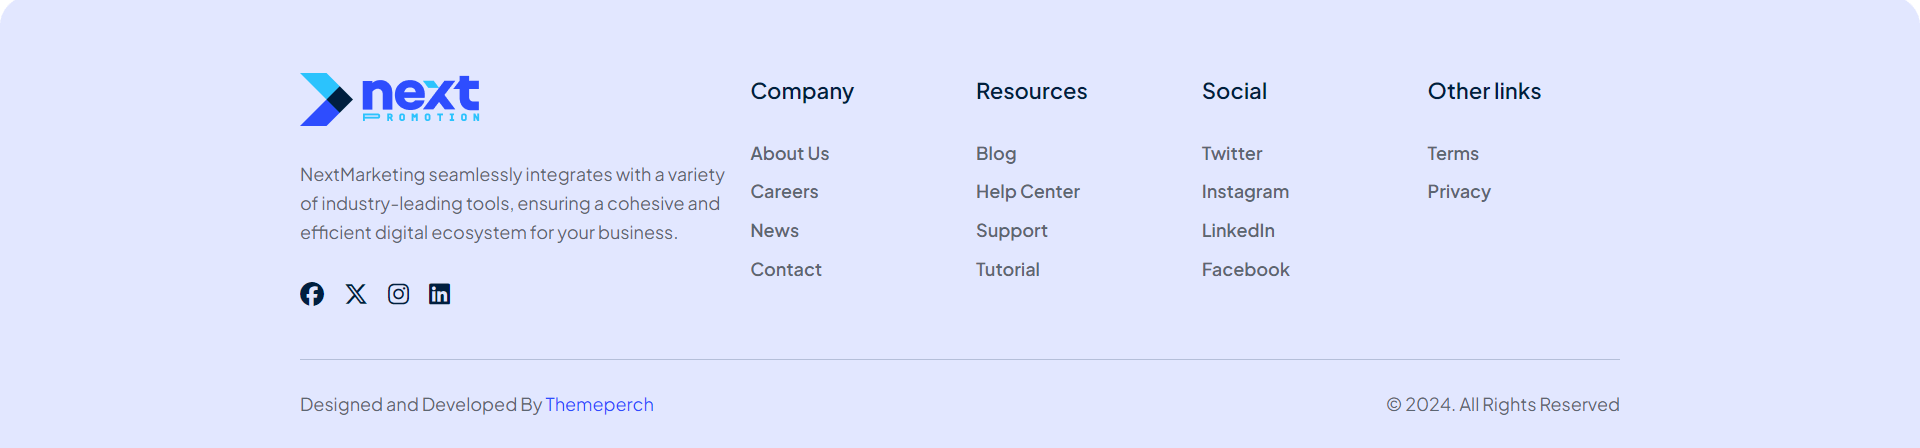 next
PROMOTION
NextMarketing seamlessly integrates with a variety
of industry-leading tools, ensuring a cohesive and
efficient digital ecosystem for your business.
Company
About Us
Careers
News
Contact
Resources
Blog
Help Center
Support
Tutorial
Social
Twitter
Instagram
LinkedIn
Facebook
Other links
Terms
Privacy
Designed and Developed By Themeperch
© 2024. All Rights Reserved